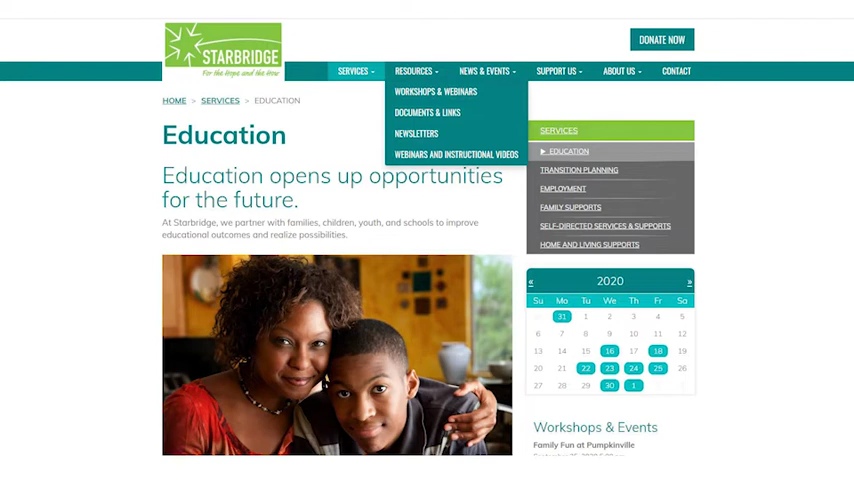 STARBRIDGE
For the Hopes and the How
DONATE NOW
SERVICES
RESOURCES
NEWS & EVENTS
SUPPORT US
ABOUT US
CONTACT
WORKSHOPS & WEBINARS
DOCUMENTS & LINKS
NEWSLETTERS
WEBINARS AND INSTRUCTIONAL VIDEOS
HOME > SERVICES > EDUCATION
Education
Education opens up opportunities
for the future.
At Starbridge, we partner with families, children, youth, and schools to improve
educational outcomes and realize possibilities.
SERVICES
► EDUCATION
TRANSITION PLANNING
EMPLOYMENT
FAMILY SUPPORTS
SELF-DIRECTED SERVICES & SUPPORTS
HOME AND LIVING SUPPORTS
« 2020 »
Su Mo Tu We Th Fr Sa
31 1 2 3 4 5
6 7 8 9 10 11 12
13 14 15 16 17 18 19
20 21 22 23 24 25 26
27 28 29 30 1
Workshops & Events
Family Fun at Pumpkinville